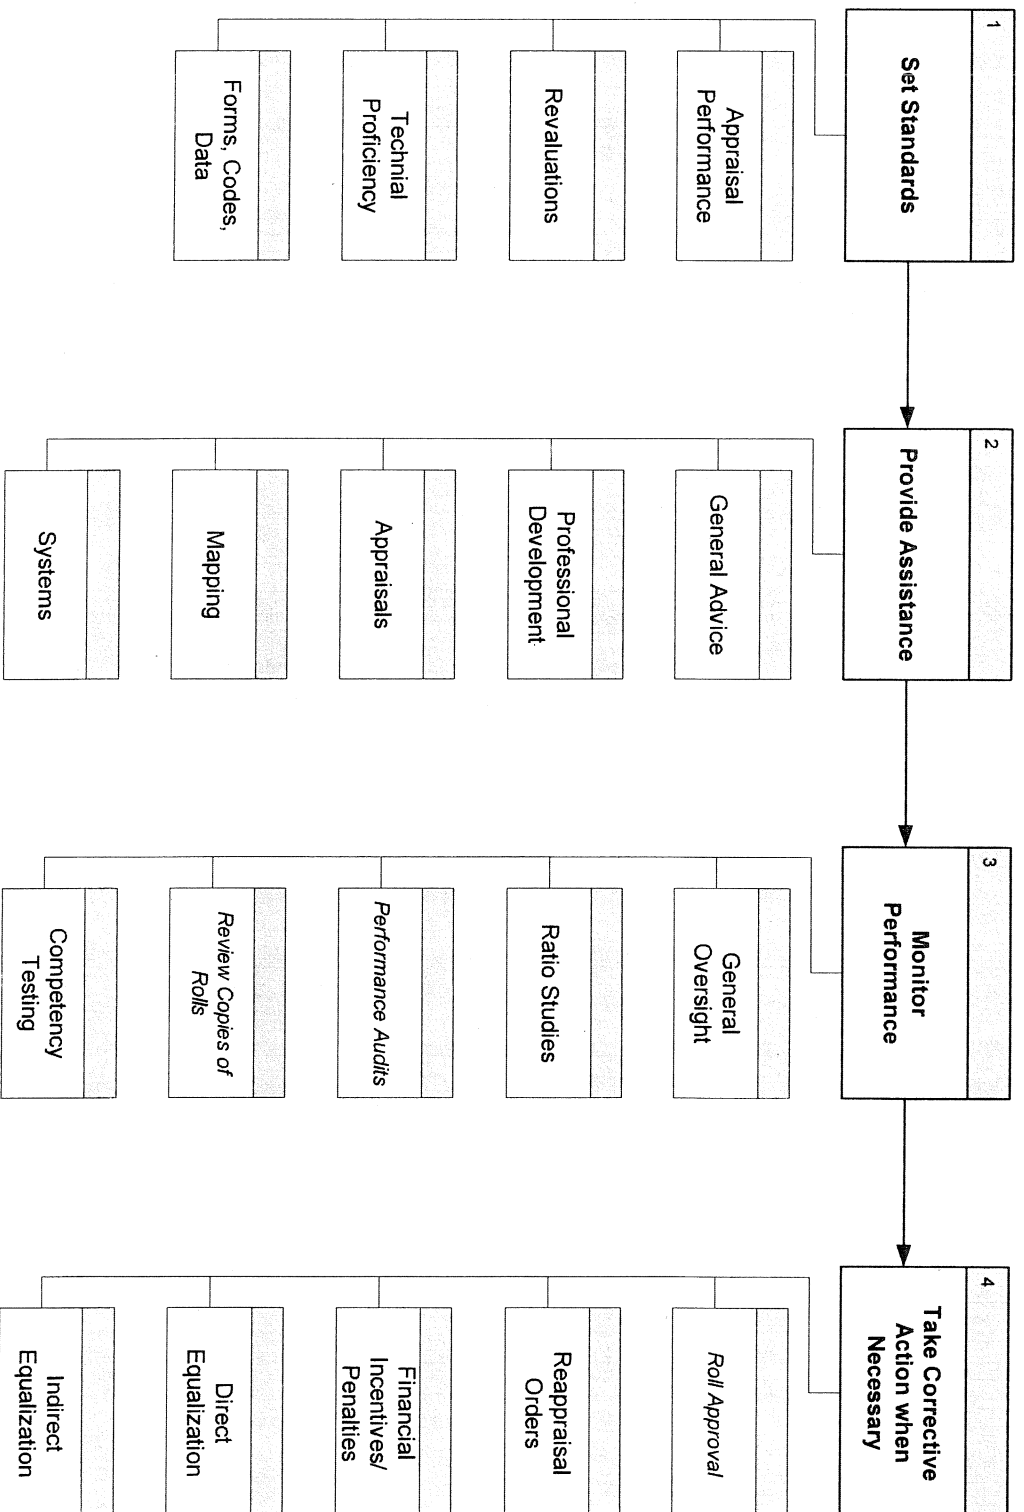 1
Set Standards
Appraisal
Performance
Revaluations
Technial
Proficiency
Forms, Codes,
Data
2
Provide Assistance
General Advice
Professional
Development
Appraisals
Mapping
Systems
3
Monitor
Performance
General
Oversight
Ratio Studies
Performance Audits
Review Copies of
Rolls
Competency
Testing
4
Take Corrective
Action when
Necessary
Roll Approval
Reappraisal
Orders
Financial
Incentives/
Penalties
Direct
Equalization
Indirect
Equalization